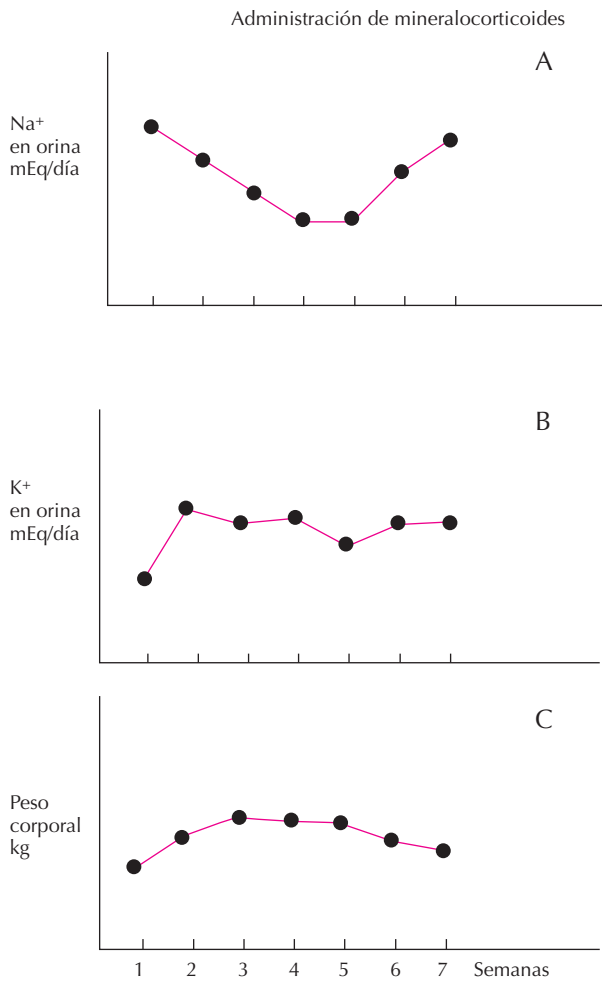 Administración de mineralocorticoides
A
Na+
en orina
mEq/día
B
K+
en orina
mEq/día
C
Peso
corporal
kg
1 2 3 4 5 6 7 Semanas